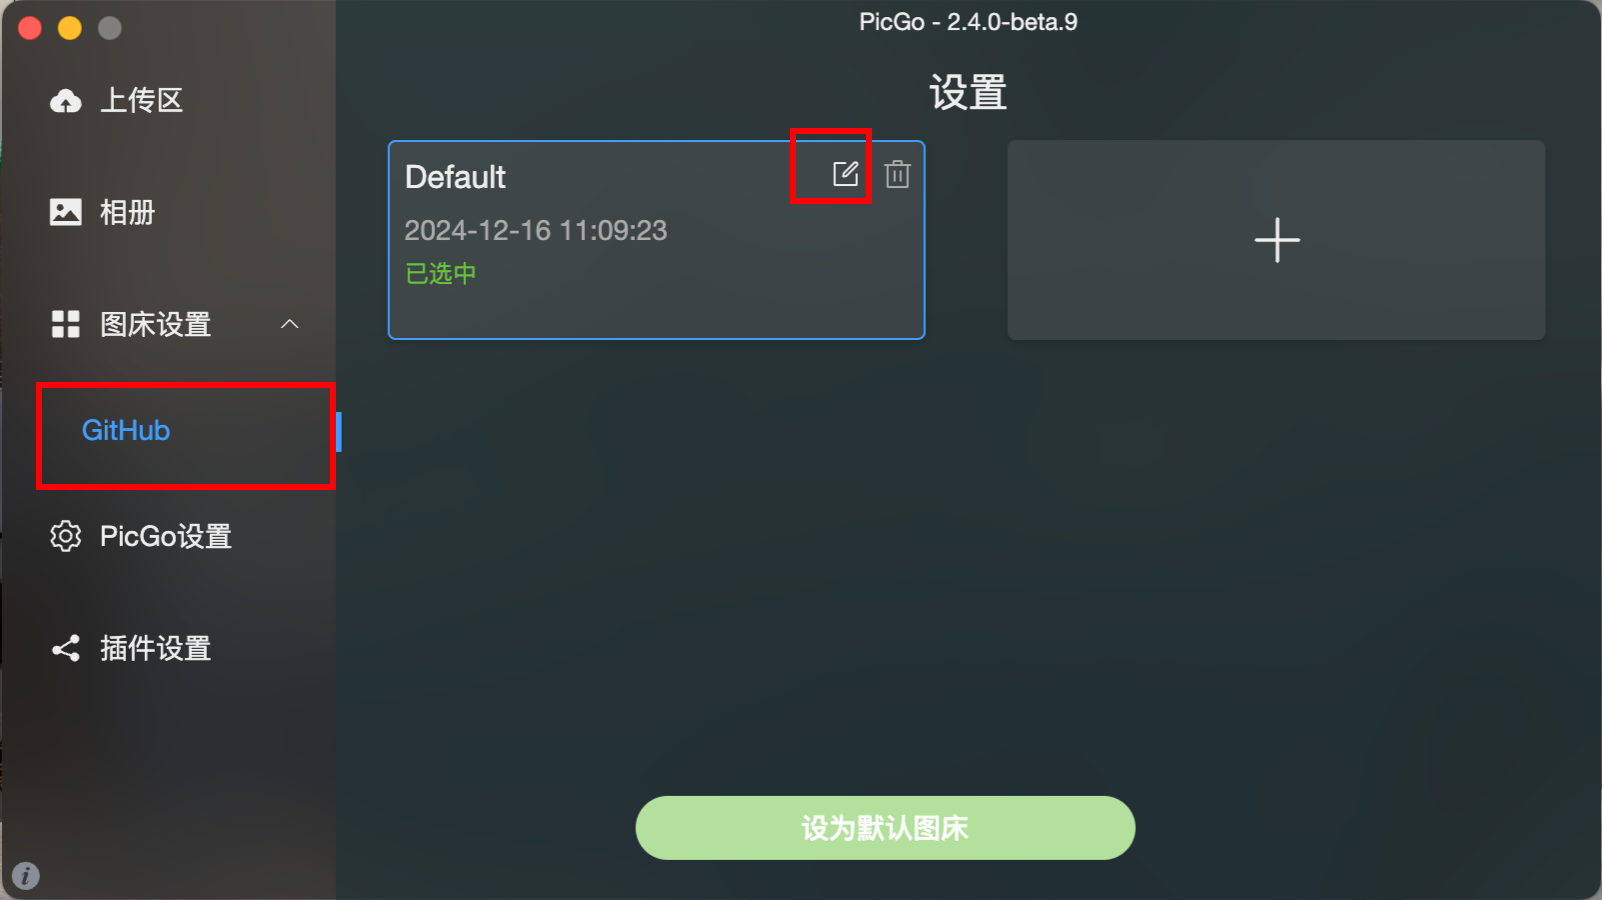 PicGo - 2.4.0-beta.9
上传区
相册
图床设置
GitHub
PicGo设置
插件设置
设置
Default
2024-12-16 11:09:23
已选中
设为默认图床